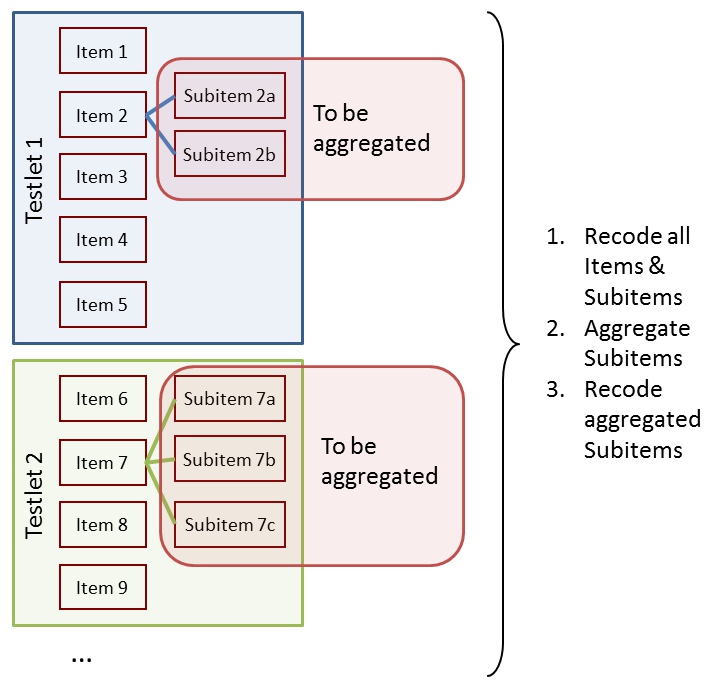 Testlet 1
Item 1
Item 2
Item 3
Item 4
Item 5
Subitem 2a
Subitem 2b
To be
aggregated
Testlet 2
Item 6
Item 7
Item 8
Item 9
Subitem 7a
Subitem 7b
Subitem 7c
To be
aggregated
...
1. Recode all
Items &
Subitems
2. Aggregate
Subitems
3. Recode
aggregated
Subitems